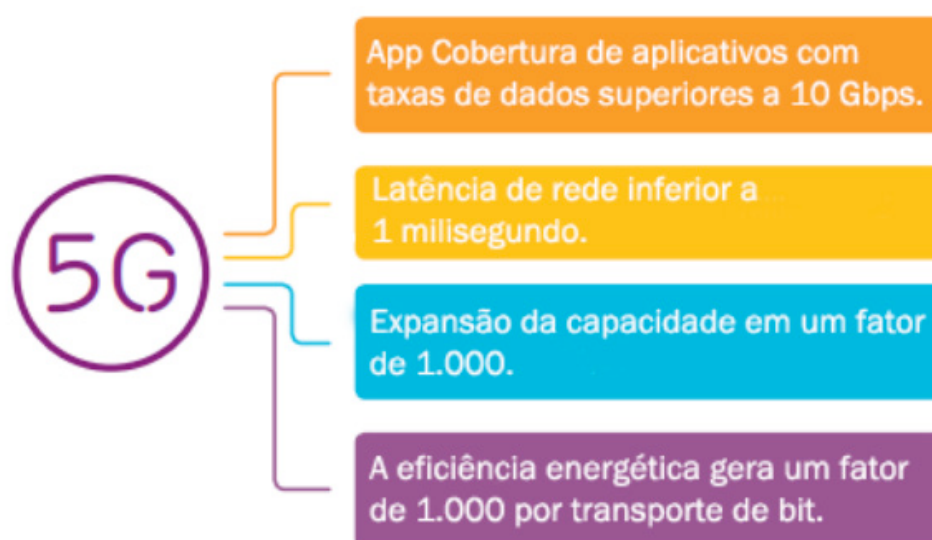 5G
App Cobertura de aplicativos com
taxas de dados superiores a 10 Gbps.
Latência de rede inferior a
1 milisegundo.
Expansão da capacidade em um fator
de 1.000.
A eficiência energética gera um fator
de 1.000 por transporte de bit.